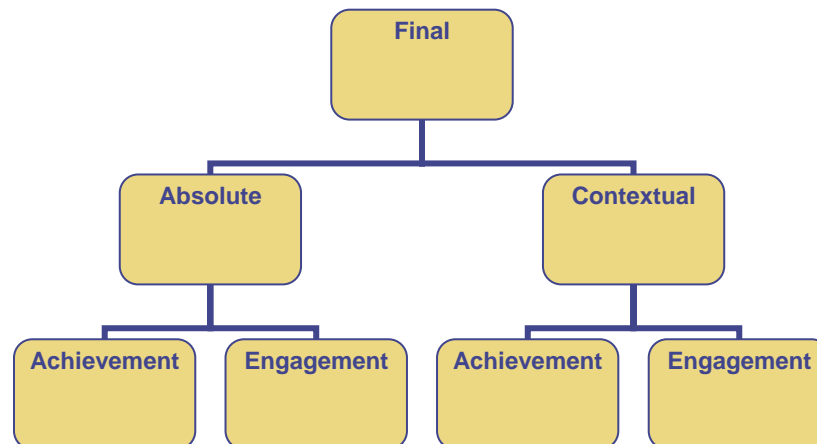 Final
Absolute
Contextual
Achievement
Engagement
Achievement
Engagement